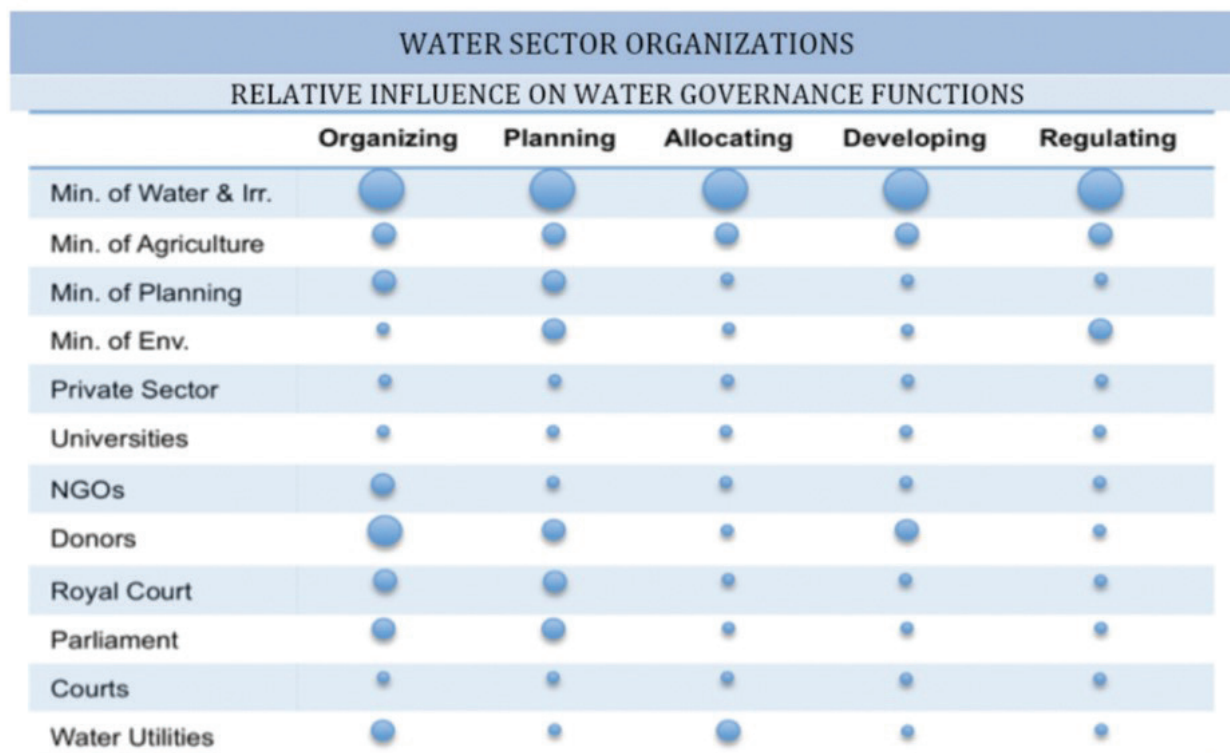 WATER SECTOR ORGANIZATIONS
RELATIVE INFLUENCE ON WATER GOVERNANCE FUNCTIONS
Organizing Planning Allocating Developing Regulating
Min. of Water & Irr.
Min. of Agriculture
Min. of Planning
Min. of Env.
Private Sector
Universities
NGOs
Donors
Royal Court
Parliament
Courts
Water Utilities